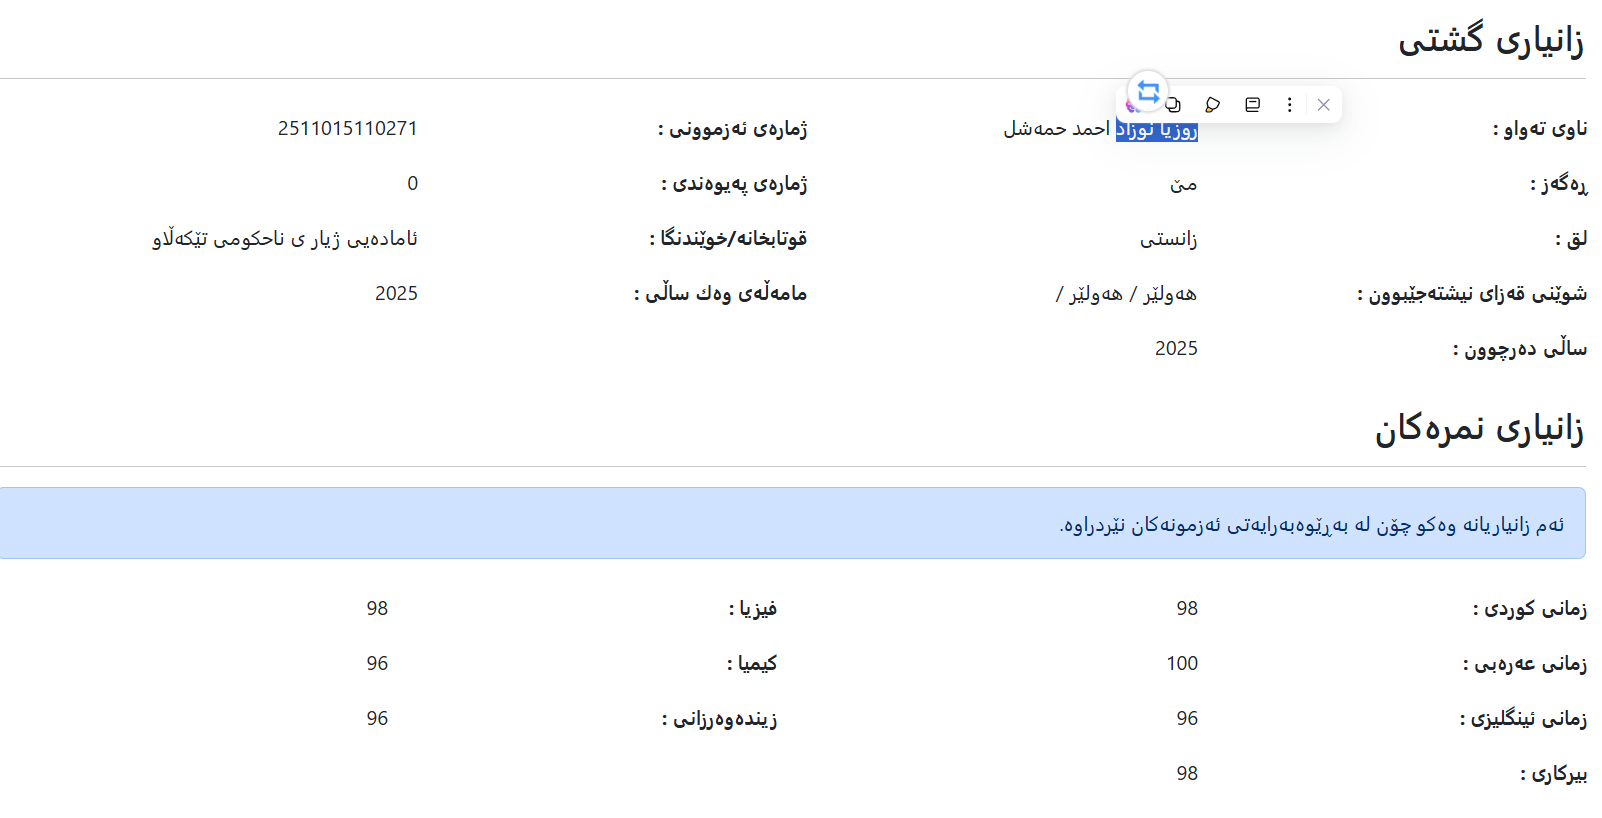 زانیاری گشتی
ناوی تەواو : روزیا نوزاد احمد حمەشل ژمارەی ئەزموونی : 2511015110271
ڕەگەز : مێ ژمارەی پەیوەندی : 0
لق : زانستی قوتابخانە/خوێندنگا : ئامادەیی ژیار ی ناحکومی تێکەڵاو
شوێنی قەزای نیشتەجێبوون : هەولێر / هەولێر / مامەڵەی وەك ساڵی : 2025
ساڵی دەرچوون : 2025
زانیاری نمرەکان
ئەم زانیاریانە وەکو چۆن لە بەڕێوەبەرایەتی ئەزمونەکان نێردراوە.
زمانی کوردی : 98 فیزیا : 98
زمانی عەرەبی : 100 کیمیا : 96
زمانی ئینگلیزی : 96 زیندەوەرزانی : 96
بیرکاری : 98